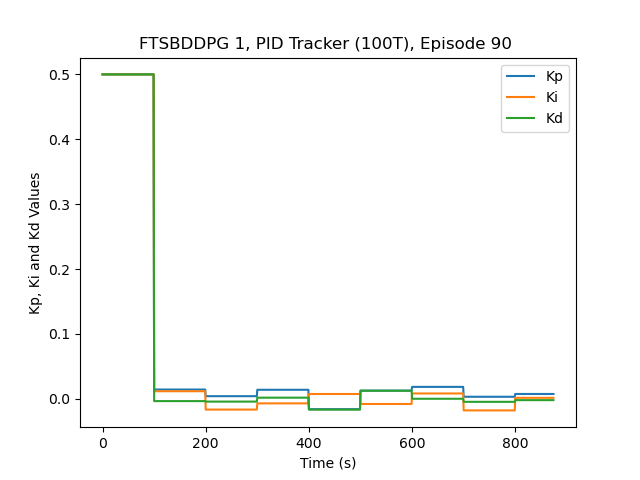 FTSBDDPG 1, PID Tracker (100T), Episode 90
Kp
Ki
Kd
Kp, Ki and Kd Values
0.5
0.4
0.3
0.2
0.1
0.0
0 200 400 600 800
Time (s)